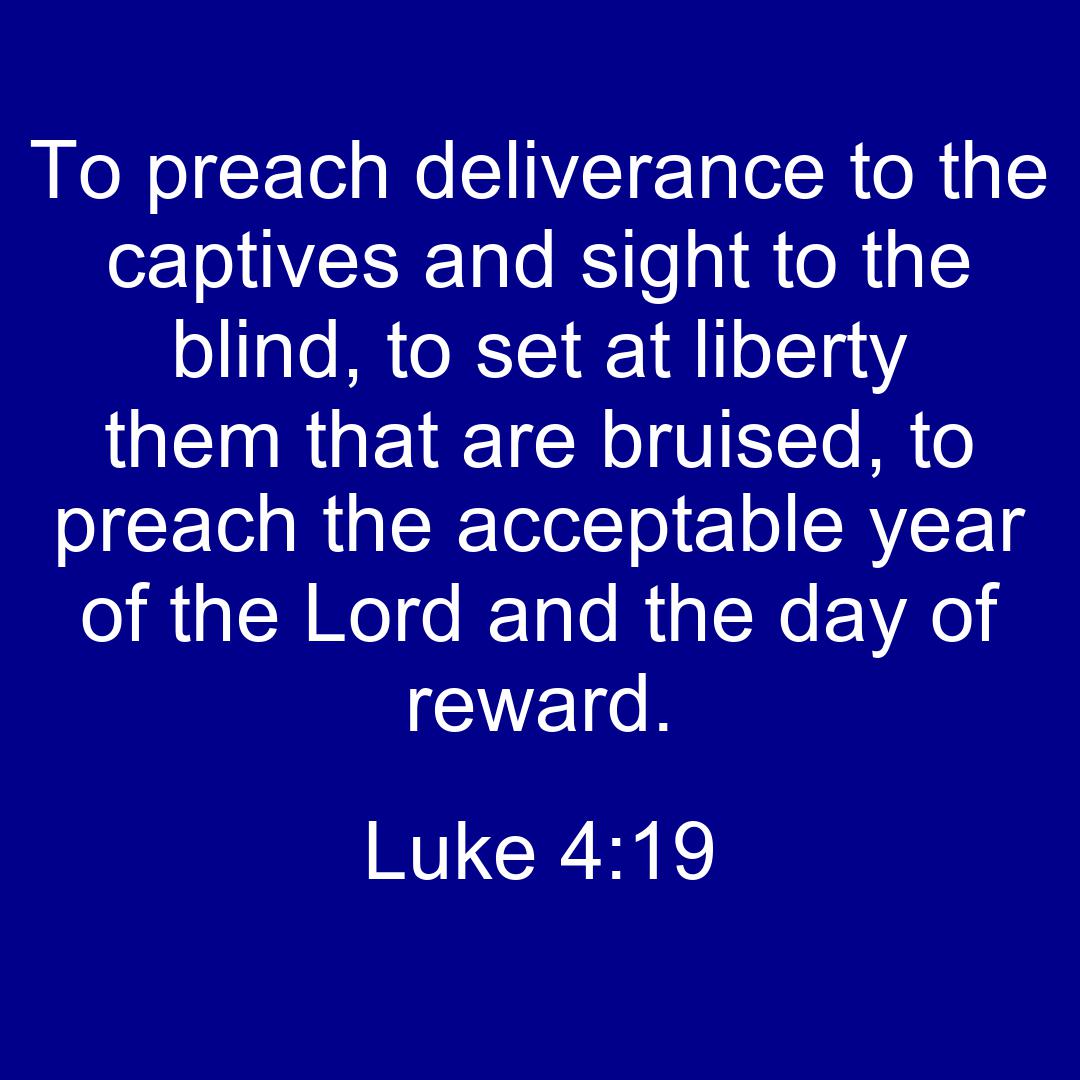 To preach deliverance to the
captives and sight to the
blind, to set at liberty
them that are bruised, to
preach the acceptable year
of the Lord and the day of
reward.
Luke 4:19